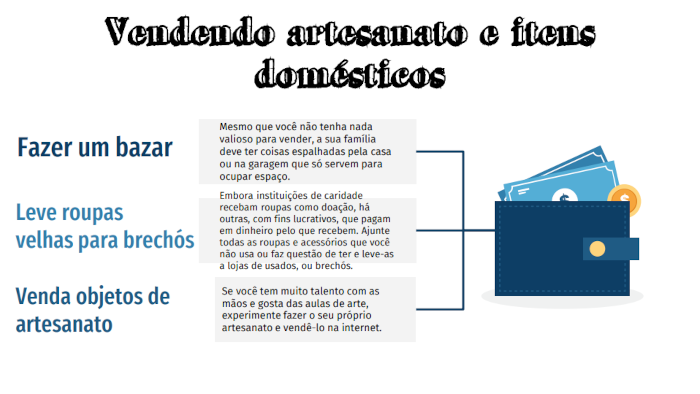 Vendendo artesanato e itens
domésticos
Fazer um bazar
Mesmo que você não tenha nada
valioso para vender, a sua família
deve ter coisas espalhadas pela casa
ou na garagem que só servem para
ocupar espaço.
Leve roupas
velhas para brechós
Embora instituições de caridade
recebam roupas como doação, há
outras, com fins lucrativos, que pagam
em dinheiro pelo que recebem. Ajunte
todas as roupas e acessórios que você
não usa ou faz questão de ter e leve-as
a lojas de usados, ou brechós.
Venda objetos de
artesanato
Se você tem muito talento com as
mãos e gosta das aulas de arte,
experimente fazer o seu próprio
artesanato e vendê-lo na internet.
$
$